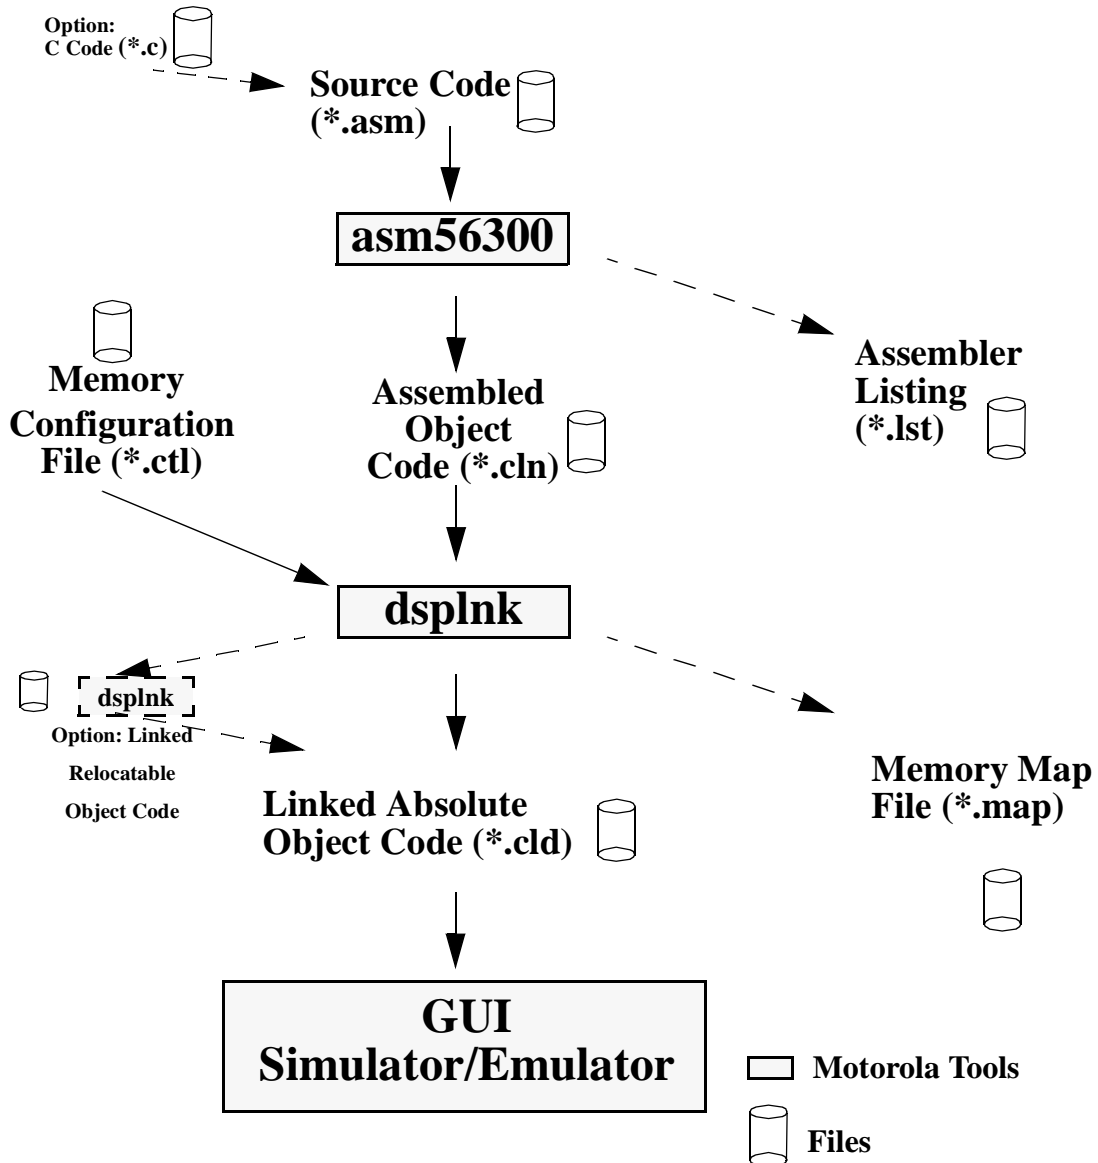 Option:
C Code (*.c)
Source Code
(*.asm)
asm56300
Memory
Configuration
File (*.ctl)
Assembled
Object
Code (*.cln)
Assembler
Listing
(*.lst)
dsplnk
dsplnk
Option: Linked
Relocatable
Object Code
Linked Absolute
Object Code (*.cld)
Memory Map
File (*.map)
GUI
Simulator/Emulator
Motorola Tools
Files